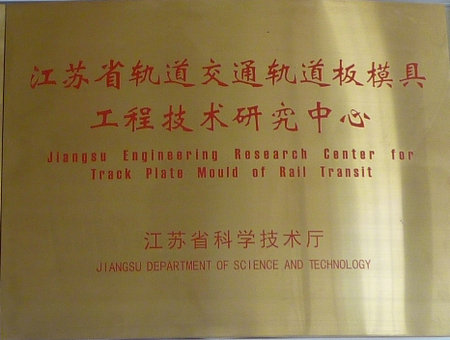 江苏省轨道交通轨道板模具
工程技术研究中心
Jiangsu Engineering Research Center for
Track Plate Mould of Rail Transit
江苏省科学技术厅
JIANGSU DEPARTMENT OF SCIENCE AND TECHNOLOGY